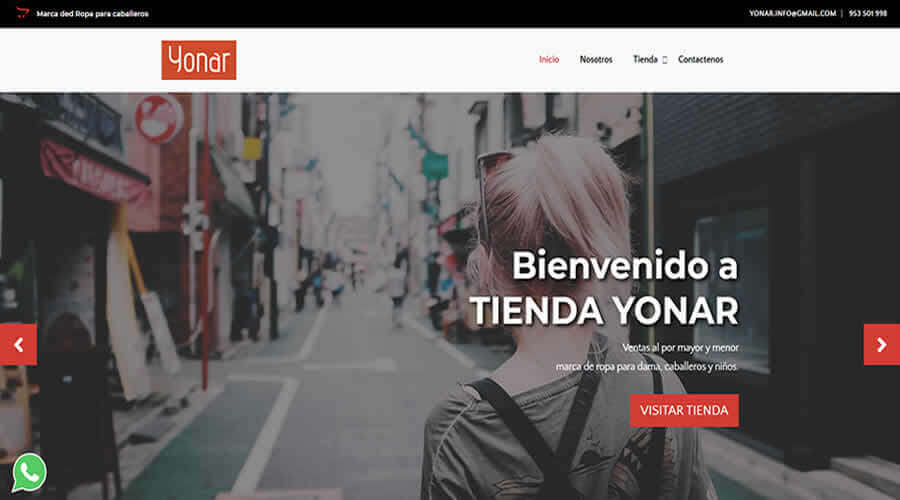 Marca ded Ropa para caballeros
YONAR.INFO@GMAIL.COM | 953 501 998
Yonar
Inicio Nosotros Tienda Contactenos
Bienvenido a
TIENDA YONAR
Ventas al por mayor y menor
marca de ropa para dama, caballeros y niños.
VISITAR TIENDA